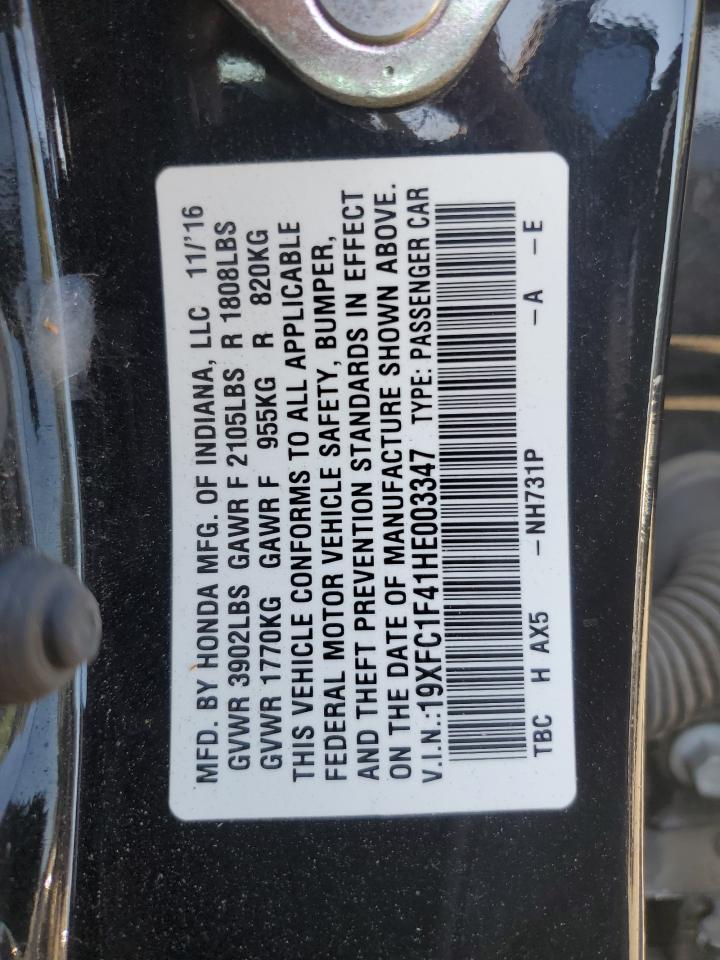 MFD. BY HONDA MFG. OF INDIANA, LLC 11/'16
GVWR 3902LBS GAWR F 2105LBS R 1808LBS
GVWR 1770KG GAWR F 955KG R 820KG
THIS VEHICLE CONFORMS TO ALL APPLICABLE
FEDERAL MOTOR VEHICLE SAFETY, BUMPER,
AND THEFT PREVENTION STANDARDS IN EFFECT
ON THE DATE OF MANUFACTURE SHOWN ABOVE.
V.I.N.:19XFC1F41HE003347 TYPE: PASSENGER CAR
TBC H AX5 -NH731P -A -E